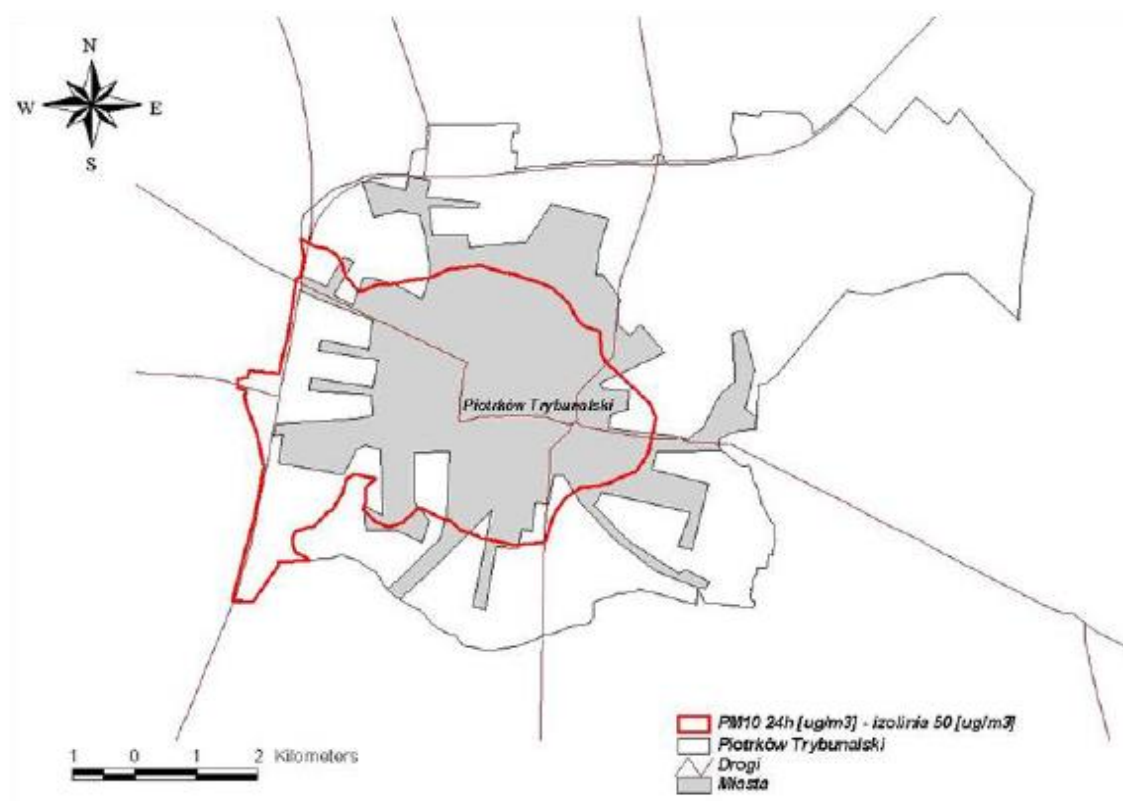 N
W E
S
Piotrków Trybunalski
PM10 24h [ug/m3] - izolinia 50 [ug/m3]
Piotrków Trybunalski
Drogi
Miasta
1 0 1 2 Kilometers